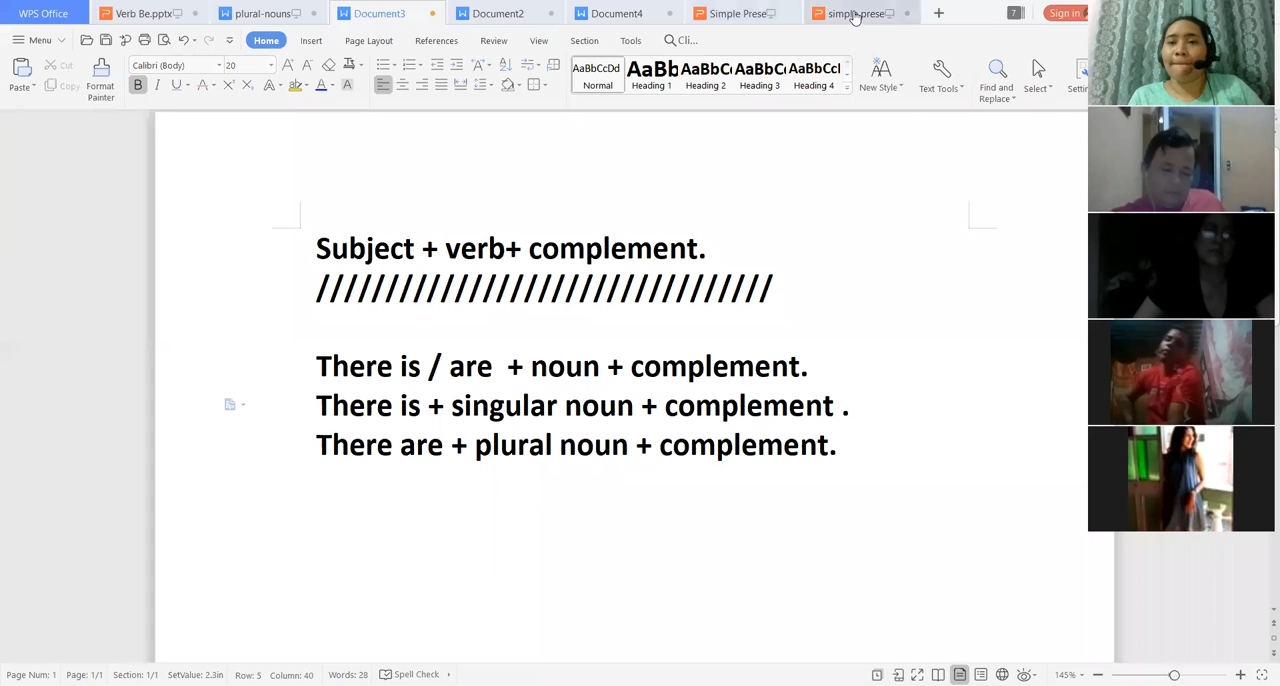 WPS Office Verb Be.pptx plural-nouns Document3 Document2 Document4 Simple Prese simple prese 7 Sign in
Menu Home Insert Page Layout References Review View Section Tools Cli...
Paste Cut Copy Format Painter Calibri (Body) 20 AaBbCcDd Normal AaBb Heading 1 AaBbC Heading 2 AaBbC Heading 3 AaBbCcI Heading 4 New Style Text Tools Find and Replace Select
Subject + verb+ complement.
/////////////////////////////////
There is / are + noun + complement.
There is + singular noun + complement .
There are + plural noun + complement.
Page Num: 1 Page: 1/1 Section: 1/1 SetValue: 2.3in Row: 5 Column: 40 Words: 28 Spell Check 145%